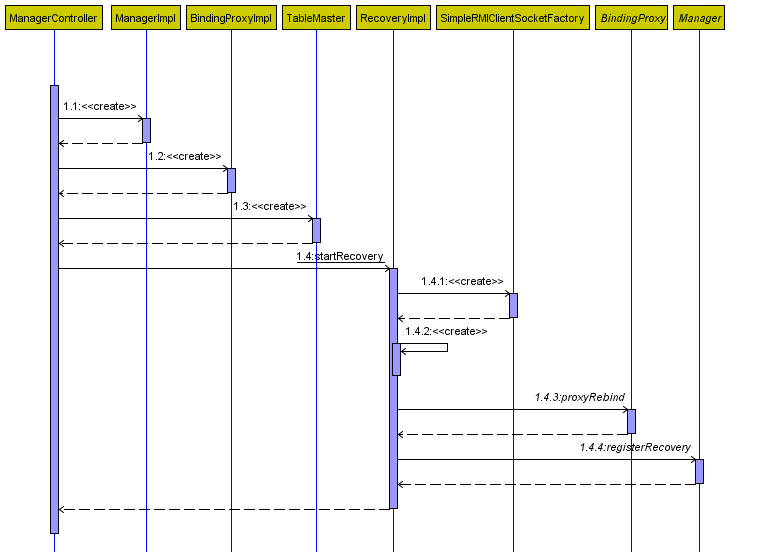 ManagerController ManagerImpl BindingProxyImpl TableMaster RecoveryImpl SimpleRMIClientSocketFactory BindingProxy Manager
1.1:<<create>>
1.2:<<create>>
1.3:<<create>>
1.4:startRecovery
1.4.1:<<create>>
1.4.2:<<create>>
1.4.3:proxyRebind
1.4.4:registerRecovery